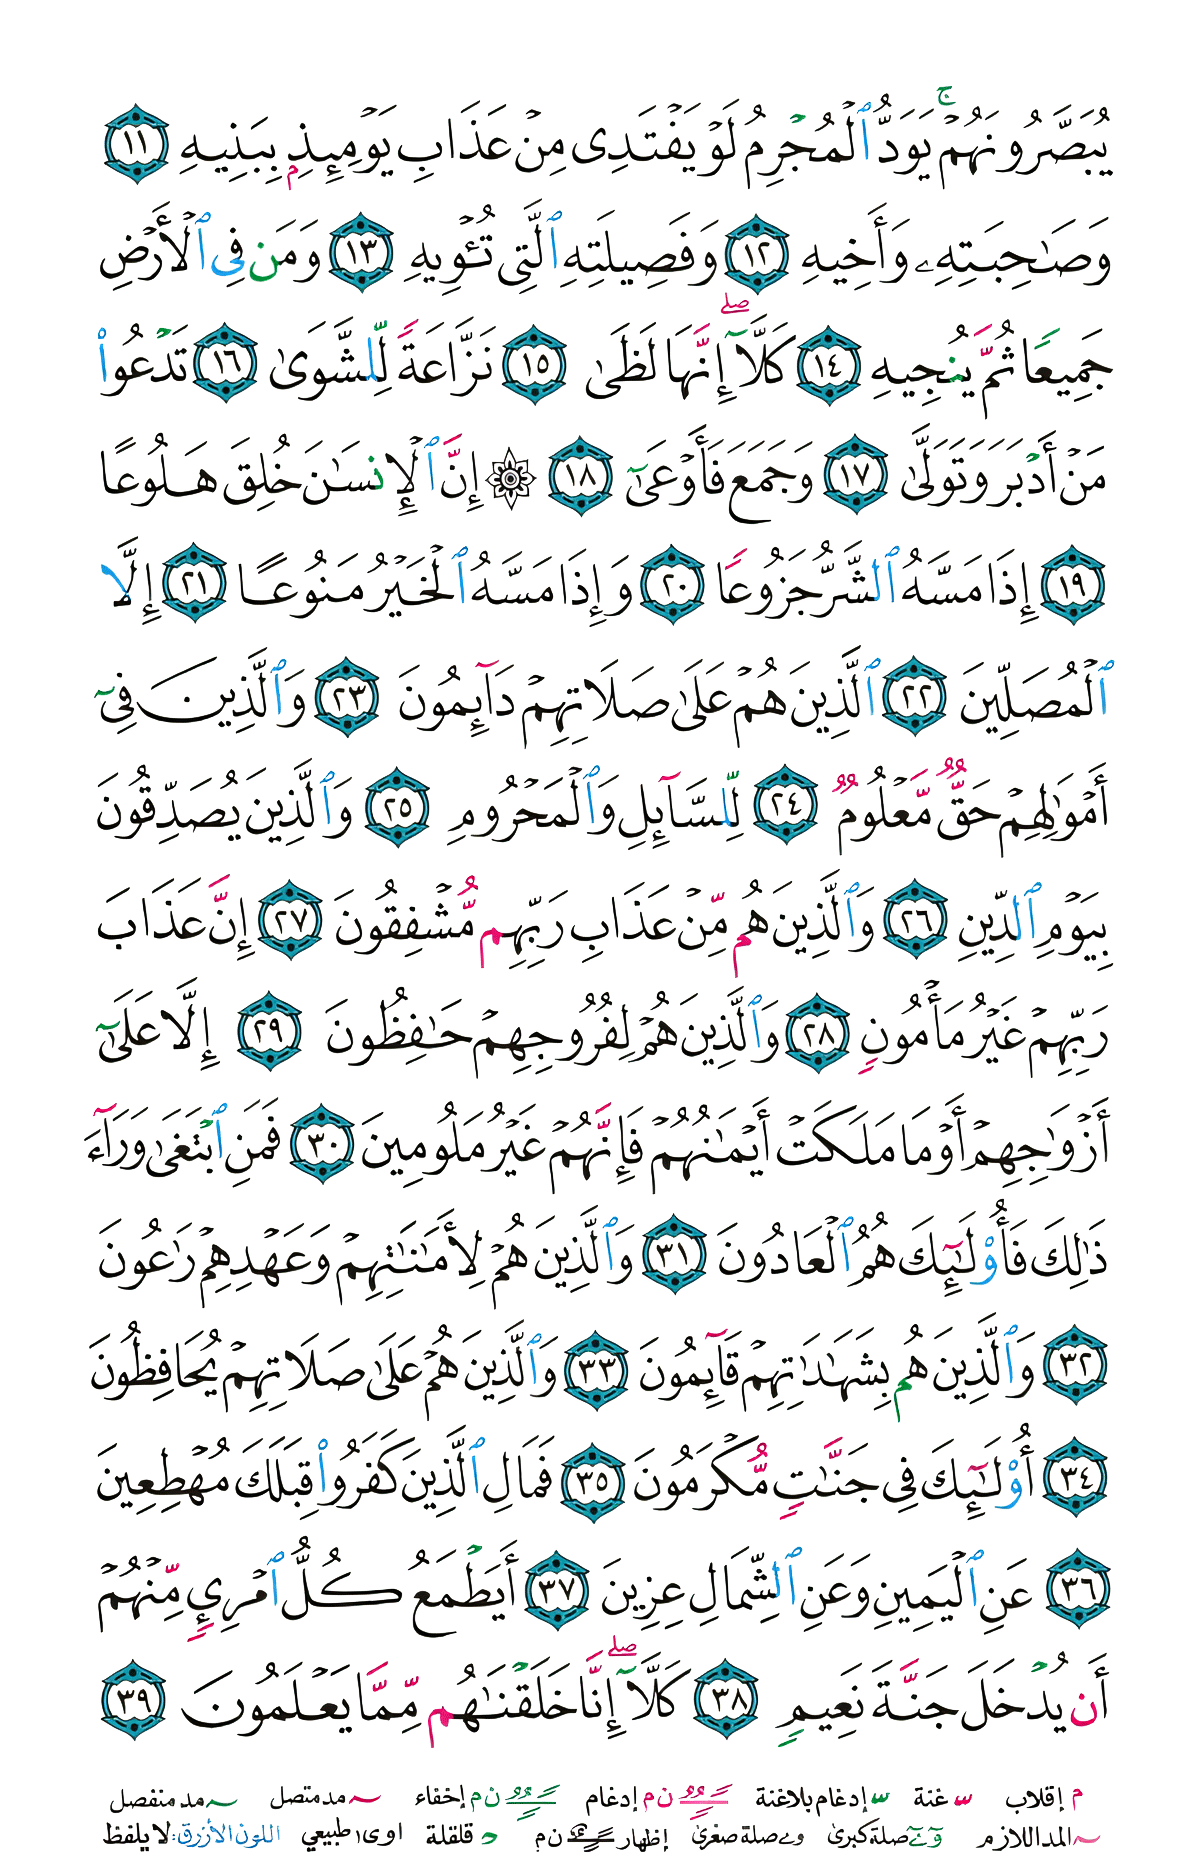 يُبَصَّرُونَهُمْ ۚ يَوَدُّ ٱلْمُجْرِمُ لَوْ يَفْتَدِى مِنْ عَذَابِ يَوْمِئِذٍۭ بِبَنِيهِ ١١
وَصَـٰحِبَتِهِۦ وَأَخِيهِ ١٢ وَفَصِيلَتِهِ ٱلَّتِى تُـْٔوِيهِ ١٣ وَمَن فِى ٱلْأَرْضِ
جَمِيعًا ثُمَّ يُنجِيهِ ١٤ كَلَّآ ۖ إِنَّهَا لَظَىٰ ١٥ نَزَّاعَةً لِّلشَّوَىٰ ١٦ تَدْعُوا۟
مَنْ أَدْبَرَ وَتَوَلَّىٰ ١٧ وَجَمَعَ فَأَوْعَىٰٓ ١٨ ۞ إِنَّ ٱلْإِنسَـٰنَ خُلِقَ هَلُوعًا
١٩ إِذَا مَسَّهُ ٱلشَّرُّ جَزُوعًا ٢٠ وَإِذَا مَسَّهُ ٱلْخَيْرُ مَنُوعًا ٢١ إِلَّا
ٱلْمُصَلِّينَ ٢٢ ٱلَّذِينَ هُمْ عَلَىٰ صَلَاتِهِمْ دَآئِمُونَ ٢٣ وَٱلَّذِينَ فِىٓ
أَمْوَٰلِهِمْ حَقٌّ مَّعْلُومٌ ٢٤ لِّلسَّآئِلِ وَٱلْمَحْرُومِ ٢٥ وَٱلَّذِينَ يُصَدِّقُونَ
بِيَوْمِ ٱلدِّينِ ٢٦ وَٱلَّذِينَ هُم مِّنْ عَذَابِ رَبِّهِم مُّشْفِقُونَ ٢٧ إِنَّ عَذَابَ
رَبِّهِمْ غَيْرُ مَأْمُونٍ ٢٨ وَٱلَّذِينَ هُمْ لِفُرُوجِهِمْ حَـٰفِظُونَ ٢٩ إِلَّا عَلَىٰٓ
أَزْوَٰجِهِمْ أَوْ مَا مَلَكَتْ أَيْمَـٰنُهُمْ فَإِنَّهُمْ غَيْرُ مَلُومِينَ ٣٠ فَمَنِ ٱبْتَغَىٰ وَرَآءَ
ذَٰلِكَ فَأُو۟لَـٰٓئِكَ هُمُ ٱلْعَادُونَ ٣١ وَٱلَّذِينَ هُمْ لِأَمَـٰنَـٰتِهِمْ وَعَهْدِهِمْ رَٰعُونَ
٣٢ وَٱلَّذِينَ هُم بِشَهَـٰدَٰتِهِمْ قَآئِمُونَ ٣٣ وَٱلَّذِينَ هُمْ عَلَىٰ صَلَاتِهِمْ يُحَافِظُونَ
٣٤ أُو۟لَـٰٓئِكَ فِى جَنَّـٰتٍ مُّكْرَمُونَ ٣٥ فَمَالِ ٱلَّذِينَ كَفَرُوا۟ قِبَلَكَ مُهْطِعِينَ
٣٦ عَنِ ٱلْيَمِينِ وَعَنِ ٱلشِّمَالِ عِزِينَ ٣٧ أَيَطْمَعُ كُلُّ ٱمْرِئٍ مِّنْهُمْ
أَن يُدْخَلَ جَنَّةَ نَعِيمٍ ٣٨ كَلَّآ ۖ إِنَّا خَلَقْنَـٰهُم مِّمَّا يَعْلَمُونَ ٣٩
م إقلاب غنة إدغام بلاغنة ن م إدغام ن م إخفاء مد متصل مد منفصل
المد اللازم صلة كبرى و ے صلة صغرى إظهار ن م قلقلة ا و ى طبيعي اللون الأزرق: لا يلفظ